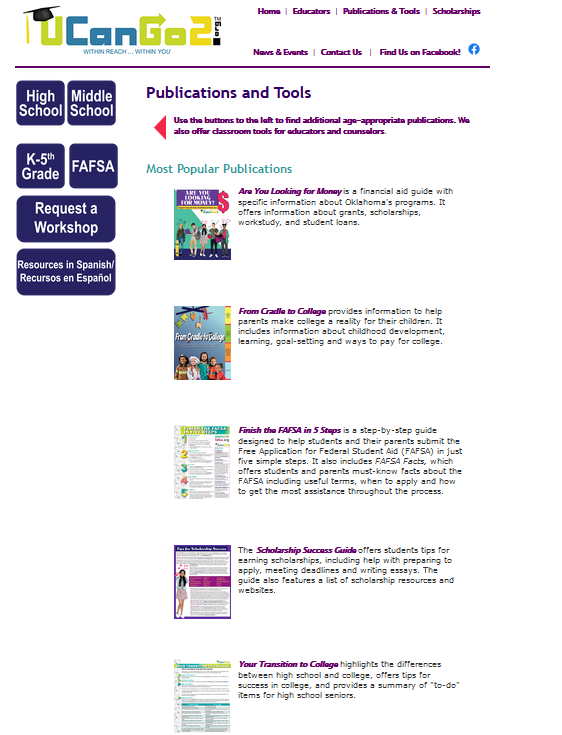 UCanGo2.org
WITHIN REACH ... WITHIN YOU
Home | Educators | Publications & Tools | Scholarships
News & Events | Contact Us | Find Us on Facebook!
High School
Middle School
K-5th Grade
FAFSA
Request a Workshop
Resources in Spanish/
Recursos en Español
Publications and Tools
Use the buttons to the left to find additional age-appropriate publications. We
also offer classroom tools for educators and counselors.
Most Popular Publications
ARE YOU
LOOKING
FOR MONEY?
Are You Looking for Money is a financial aid guide with
specific information about Oklahoma's programs. It
offers information about grants, scholarships,
workstudy, and student loans.
From Cradle to College
From Cradle to College provides information to help
parents make college a reality for their children. It
includes information about childhood development,
learning, goal-setting and ways to pay for college.
Finish the FAFSA in 5 Steps is a step-by-step guide
designed to help students and their parents submit the
Free Application for Federal Student Aid (FAFSA) in just
five simple steps. It also includes FAFSA Facts, which
offers students and parents must-know facts about the
FAFSA including useful terms, when to apply and how
to get the most assistance throughout the process.
Tips for Scholarship Success
The Scholarship Success Guide offers students tips for
earning scholarships, including help with preparing to
apply, meeting deadlines and writing essays. The
guide also features a list of scholarship resources and
websites.
YOUR TRANSITION TO COLLEGE
Your Transition to College highlights the differences
between high school and college, offers tips for
success in college, and provides a summary of "to-do"
items for high school seniors.